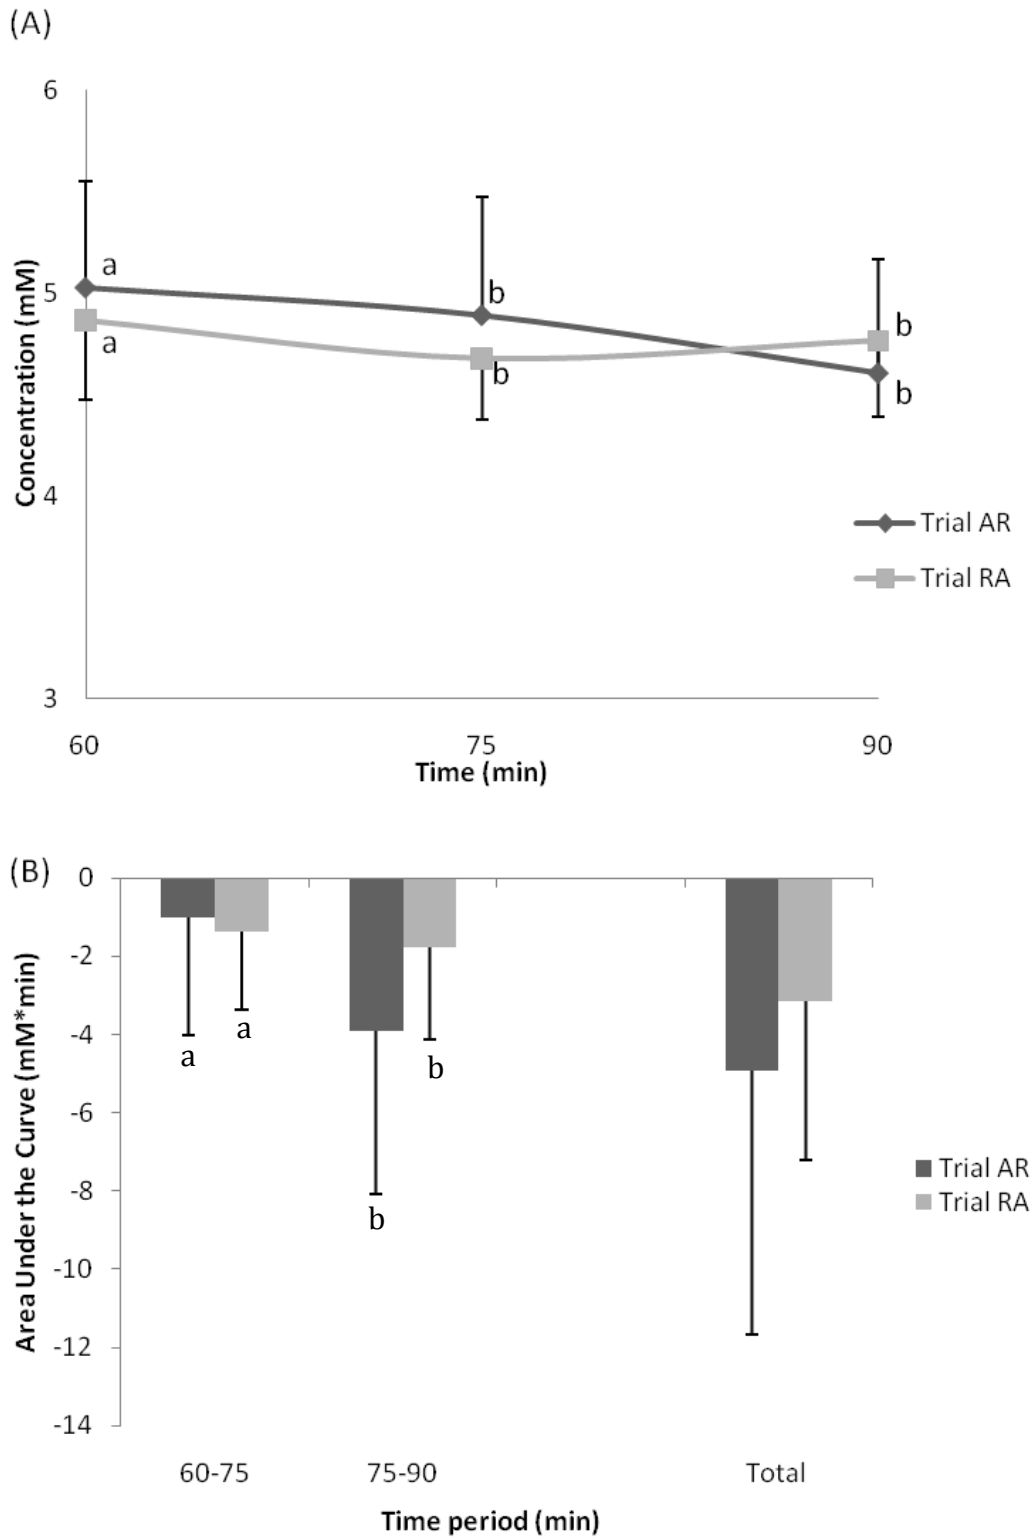 (A)
6
5
4
3
Concentration (mM)
a
a
b
b
b
b
Trial AR
Trial RA
60 75 90
Time (min)
(B)
0
-2
-4
-6
-8
-10
-12
-14
Area Under the Curve (mM*min)
a
a
b
b
Trial AR
Trial RA
60-75 75-90 Total
Time period (min)